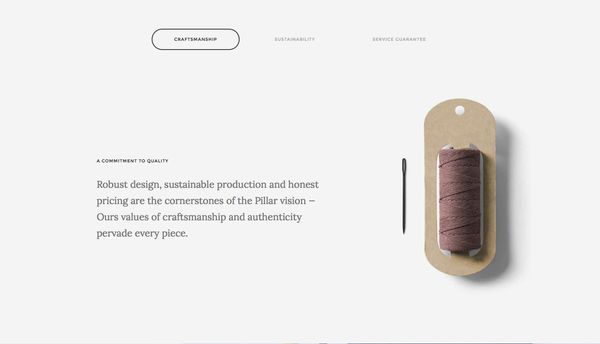 CRAFTSMANSHIP
SUSTAINABILITY
SERVICE GUARANTEE
A COMMITMENT TO QUALITY
Robust design, sustainable production and honest
pricing are the cornerstones of the Pillar vision —
Ours values of craftsmanship and authenticity
pervade every piece.